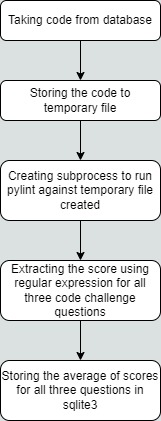 Taking code from database
Storing the code to
temporary file
Creating subprocess to run
pylint against temporary file
created
Extracting the score using
regular expression for all
three code challenge
questions
Storing the average of scores
for all three questions in
sqlite3